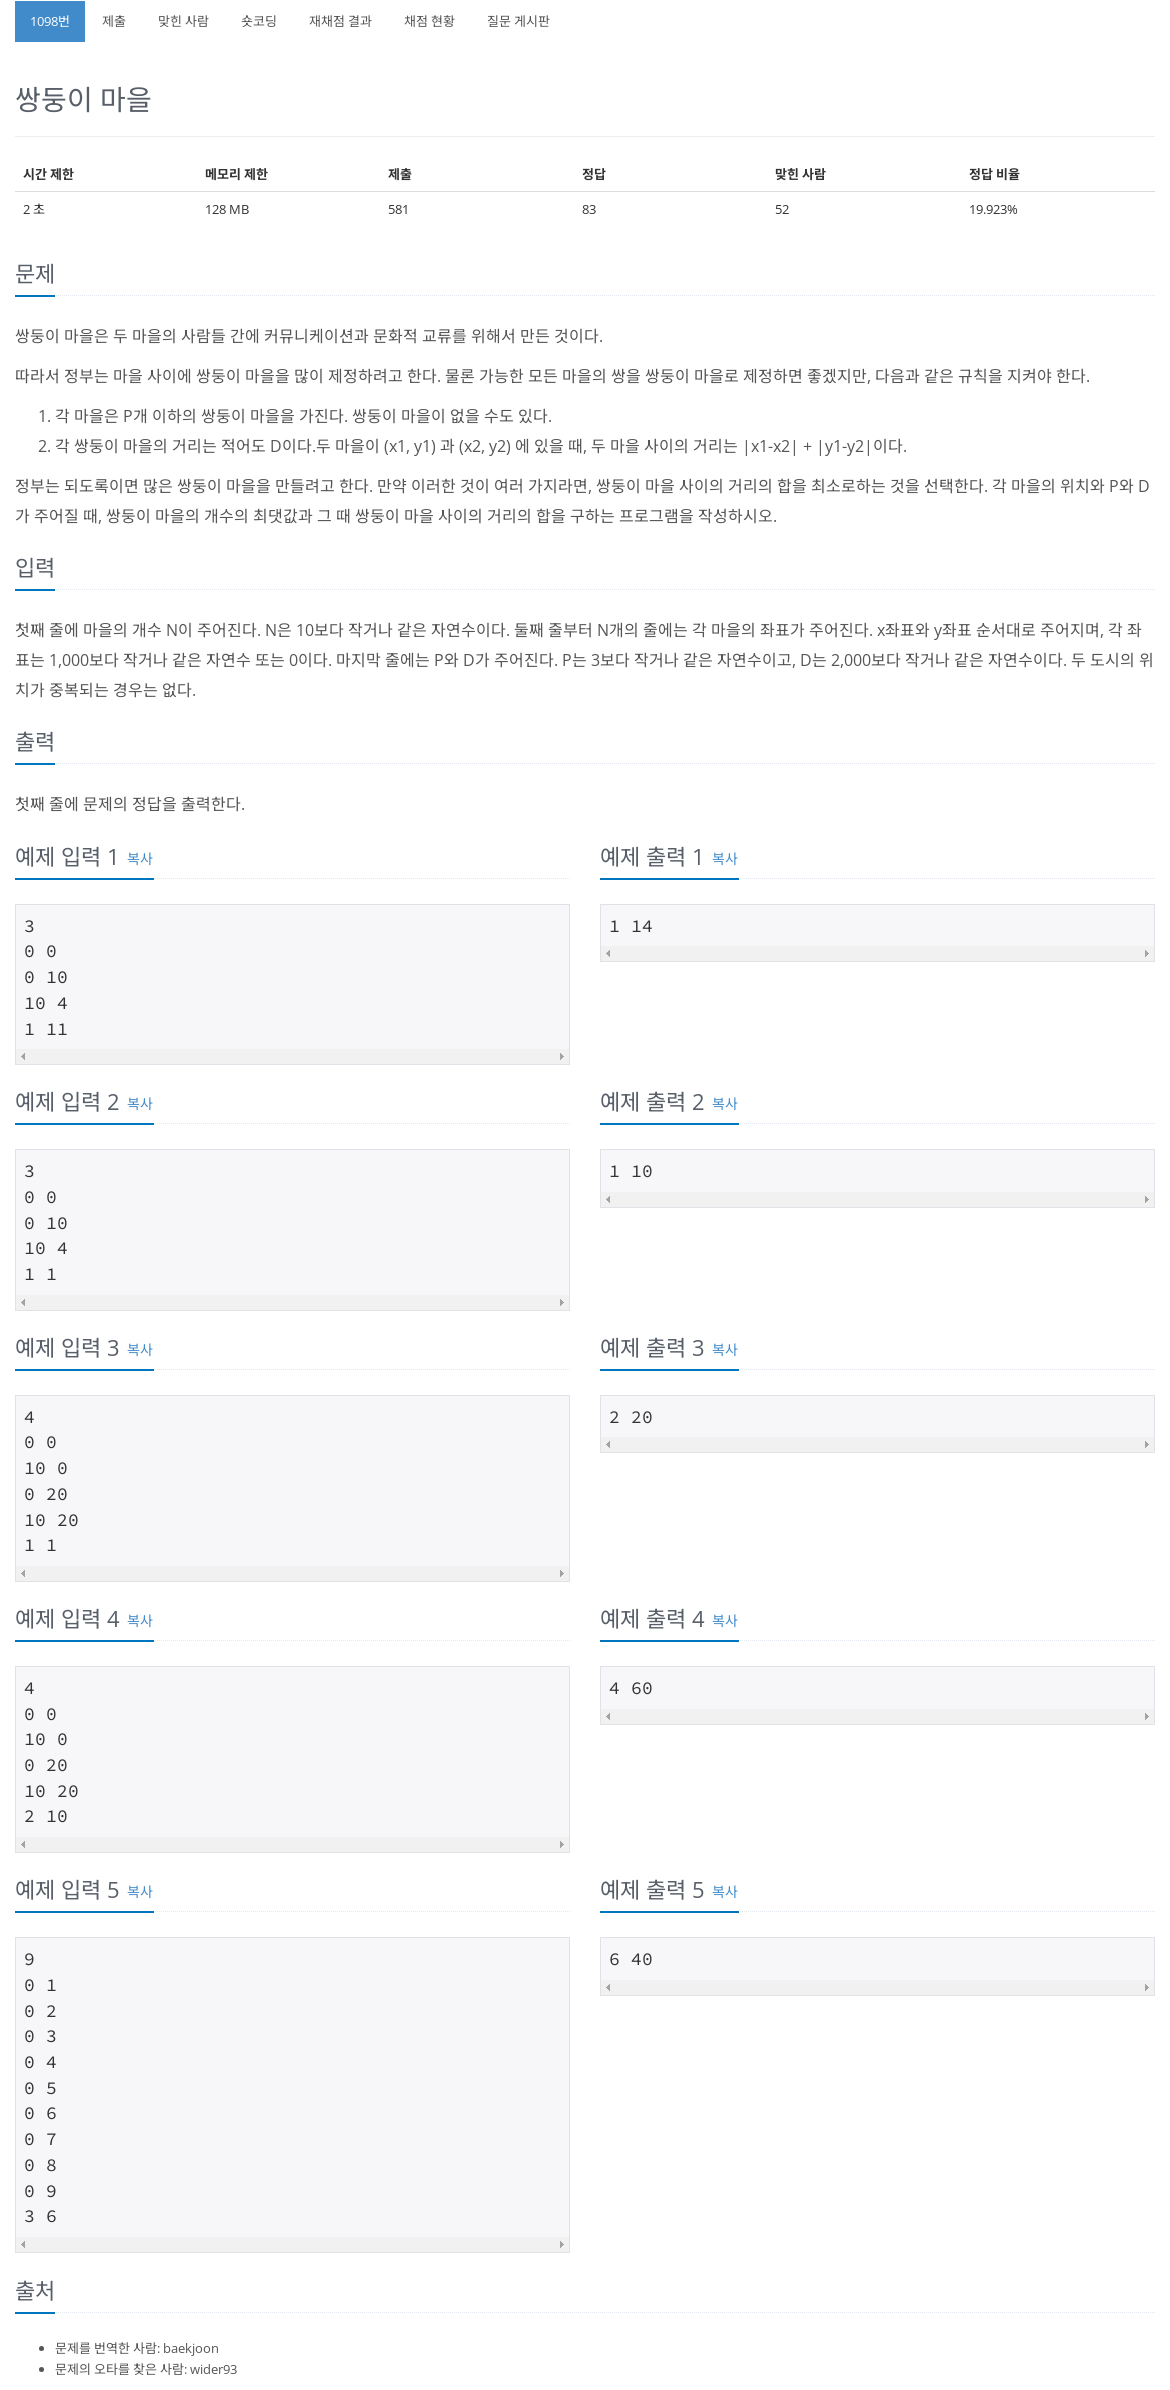 1098번 제출 맞힌 사람 숏코딩 재채점 결과 채점 현황 질문 게시판
쌍둥이 마을
시간 제한 메모리 제한 제출 정답 맞힌 사람 정답 비율
2 초 128 MB 581 83 52 19.923%
문제
쌍둥이 마을은 두 마을의 사람들 간에 커뮤니케이션과 문화적 교류를 위해서 만든 것이다.
따라서 정부는 마을 사이에 쌍둥이 마을을 많이 제정하려고 한다. 물론 가능한 모든 마을의 쌍을 쌍둥이 마을로 제정하면 좋겠지만, 다음과 같은 규칙을 지켜야 한다.
1. 각 마을은 P개 이하의 쌍둥이 마을을 가진다. 쌍둥이 마을이 없을 수도 있다.
2. 각 쌍둥이 마을의 거리는 적어도 D이다.두 마을이 (x1, y1) 과 (x2, y2) 에 있을 때, 두 마을 사이의 거리는 |x1-x2| + |y1-y2|이다.
정부는 되도록이면 많은 쌍둥이 마을을 만들려고 한다. 만약 이러한 것이 여러 가지라면, 쌍둥이 마을 사이의 거리의 합을 최소로하는 것을 선택한다. 각 마을의 위치와 P와 D
가 주어질 때, 쌍둥이 마을의 개수의 최댓값과 그 때 쌍둥이 마을 사이의 거리의 합을 구하는 프로그램을 작성하시오.
입력
첫째 줄에 마을의 개수 N이 주어진다. N은 10보다 작거나 같은 자연수이다. 둘째 줄부터 N개의 줄에는 각 마을의 좌표가 주어진다. x좌표와 y좌표 순서대로 주어지며, 각 좌
표는 1,000보다 작거나 같은 자연수 또는 0이다. 마지막 줄에는 P와 D가 주어진다. P는 3보다 작거나 같은 자연수이고, D는 2,000보다 작거나 같은 자연수이다. 두 도시의 위
치가 중복되는 경우는 없다.
출력
첫째 줄에 문제의 정답을 출력한다.
예제 입력 1 복사
3
0 0
0 10
10 4
1 11
예제 출력 1 복사
1 14
예제 입력 2 복사
3
0 0
0 10
10 4
1 1
예제 출력 2 복사
1 10
예제 입력 3 복사
4
0 0
10 0
0 20
10 20
1 1
예제 출력 3 복사
2 20
예제 입력 4 복사
4
0 0
10 0
0 20
10 20
2 10
예제 출력 4 복사
4 60
예제 입력 5 복사
9
0 1
0 2
0 3
0 4
0 5
0 6
0 7
0 8
0 9
3 6
예제 출력 5 복사
6 40
출처
• 문제를 번역한 사람: baekjoon
• 문제의 오타를 찾은 사람: wider93